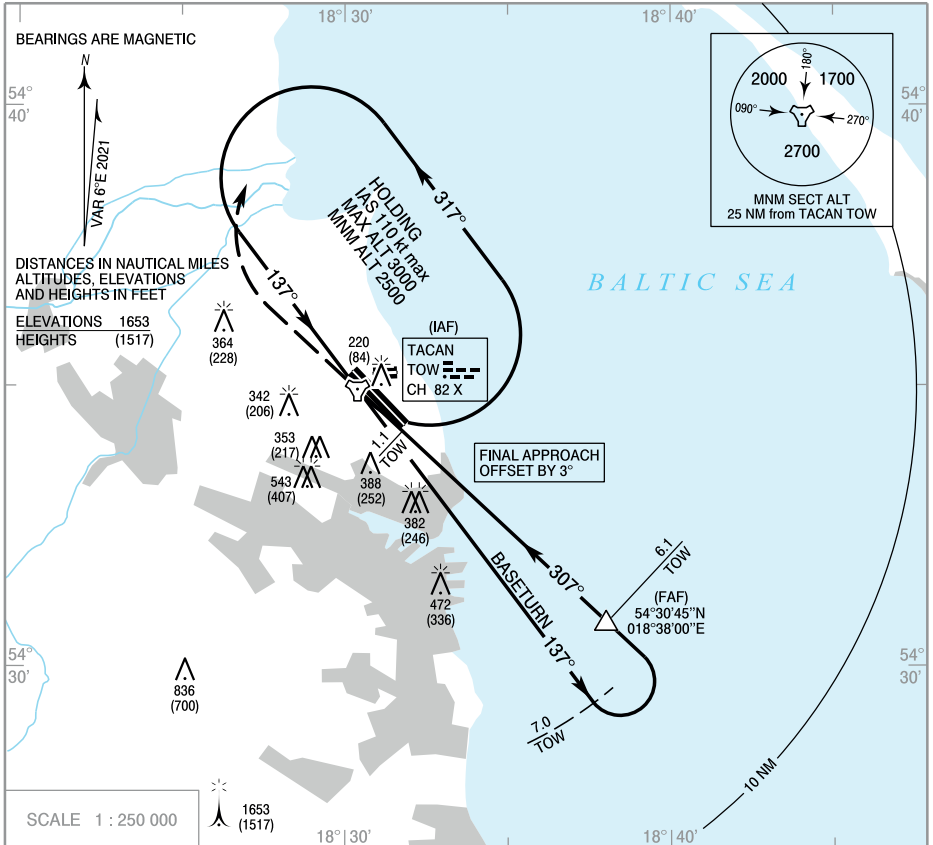 18° 30'
18° 40'
BEARINGS ARE MAGNETIC
N
VAR 6°E 2021
54°
40'
54°
40'
2000
180°
1700
090°
270°
2700
MNM SECT ALT
25 NM from TACAN TOW
DISTANCES IN NAUTICAL MILES
ALTITUDES, ELEVATIONS
AND HEIGHTS IN FEET
ELEVATIONS 1653
HEIGHTS (1517)
HOLDING
IAS 110 kt max
MAX ALT 3000
MNM ALT 2500
317°
137°
BALTIC SEA
364
(228)
220
(84)
(IAF)
TACAN
TOW
CH 82 X
342
(206)
353
(217)
543
(407)
1.1
TOW
388
(252)
382
(246)
FINAL APPROACH
OFFSET BY 3°
472
(336)
BASETURN 137°
307°
6.1
TOW
(FAF)
54°30'45"N
018°38'00"E
54°
30'
54°
30'
836
(700)
7.0
TOW
10 NM
1653
(1517)
SCALE 1 : 250 000
18° 30'
18° 40'